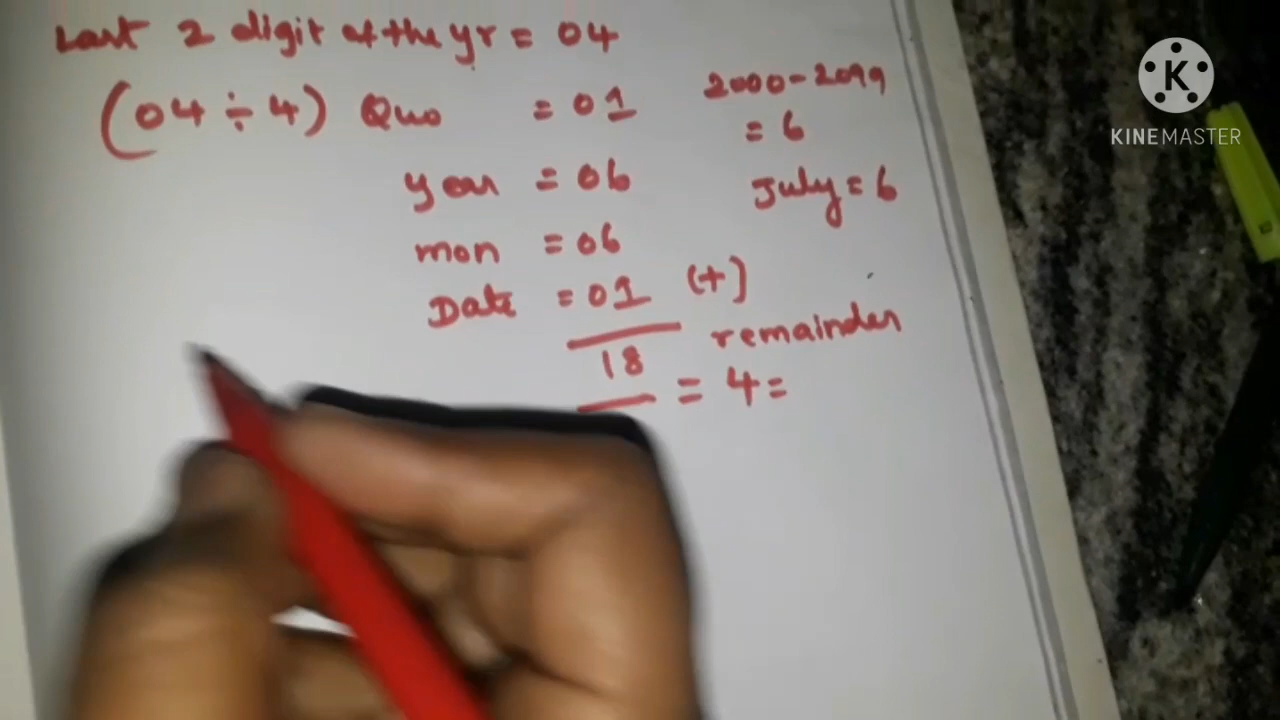 Last 2 digit of the yr = 04
(04 ÷ 4) Quo = 01
year = 06
mon = 06
Date = 01 (+)
18 = 4 =
remainder
2000 - 2099
= 6
July = 6
K
KINEMASTER